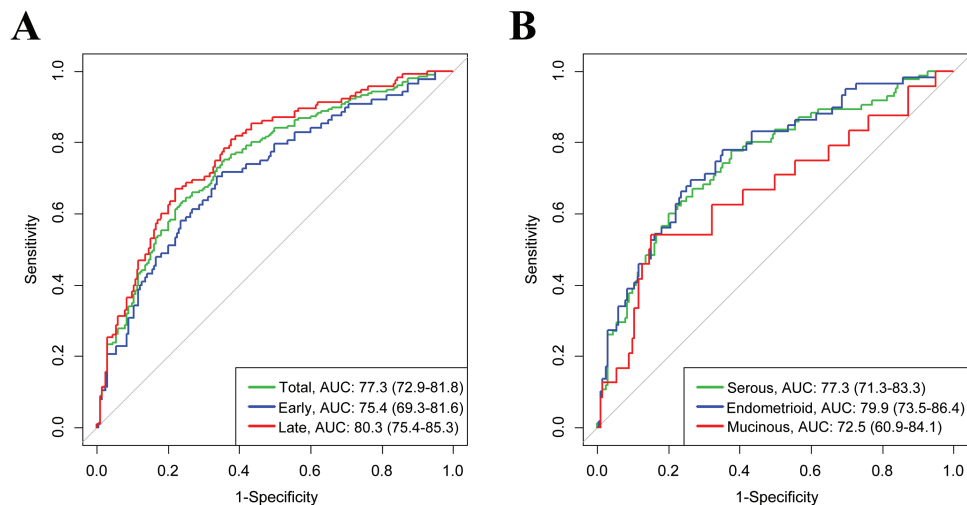 A
B
Sensitivity
1.0
0.8
0.6
0.4
0.2
0.0
Total, AUC: 77.3 (72.9-81.8)
Early, AUC: 75.4 (69.3-81.6)
Late, AUC: 80.3 (75.4-85.3)
0.0 0.2 0.4 0.6 0.8 1.0
1-Specificity
Sensitivity
1.0
0.8
0.6
0.4
0.2
0.0
Serous, AUC: 77.3 (71.3-83.3)
Endometrioid, AUC: 79.9 (73.5-86.4)
Mucinous, AUC: 72.5 (60.9-84.1)
0.0 0.2 0.4 0.6 0.8 1.0
1-Specificity